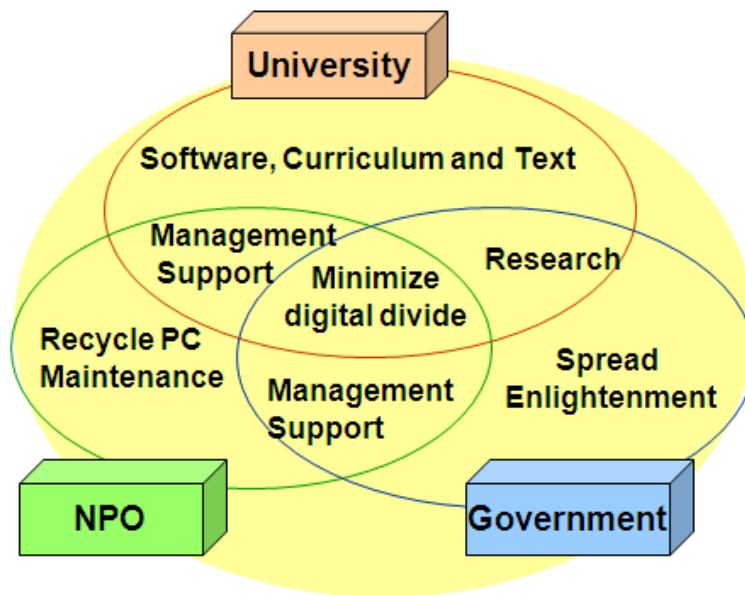 University
Software, Curriculum and Text
Management
Support
Research
Minimize
digital divide
Recycle PC
Maintenance
Spread
Enlightenment
Management
Support
NPO
Government